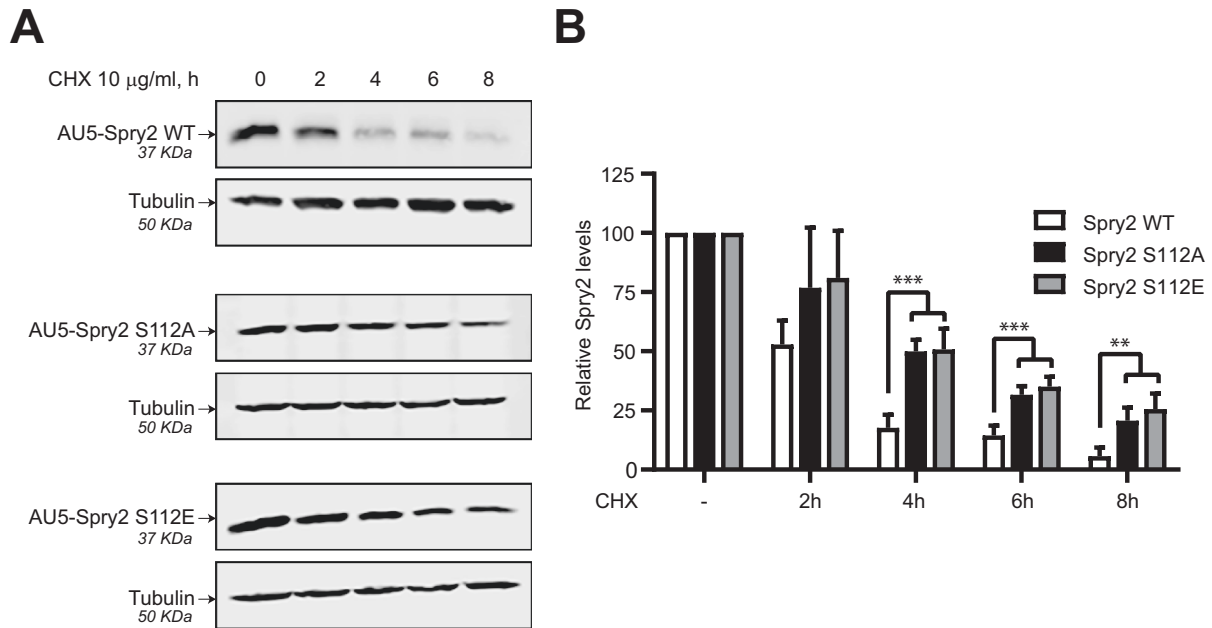 A
CHX 10 μg/ml, h 0 2 4 6 8
AU5-Spry2 WT
37 KDa
Tubulin
50 KDa
AU5-Spry2 S112A
37 KDa
Tubulin
50 KDa
AU5-Spry2 S112E
37 KDa
Tubulin
50 KDa
B
Relative Spry2 levels
125
100
75
50
25
0
Spry2 WT
Spry2 S112A
Spry2 S112E
***
***
**
CHX - 2h 4h 6h 8h